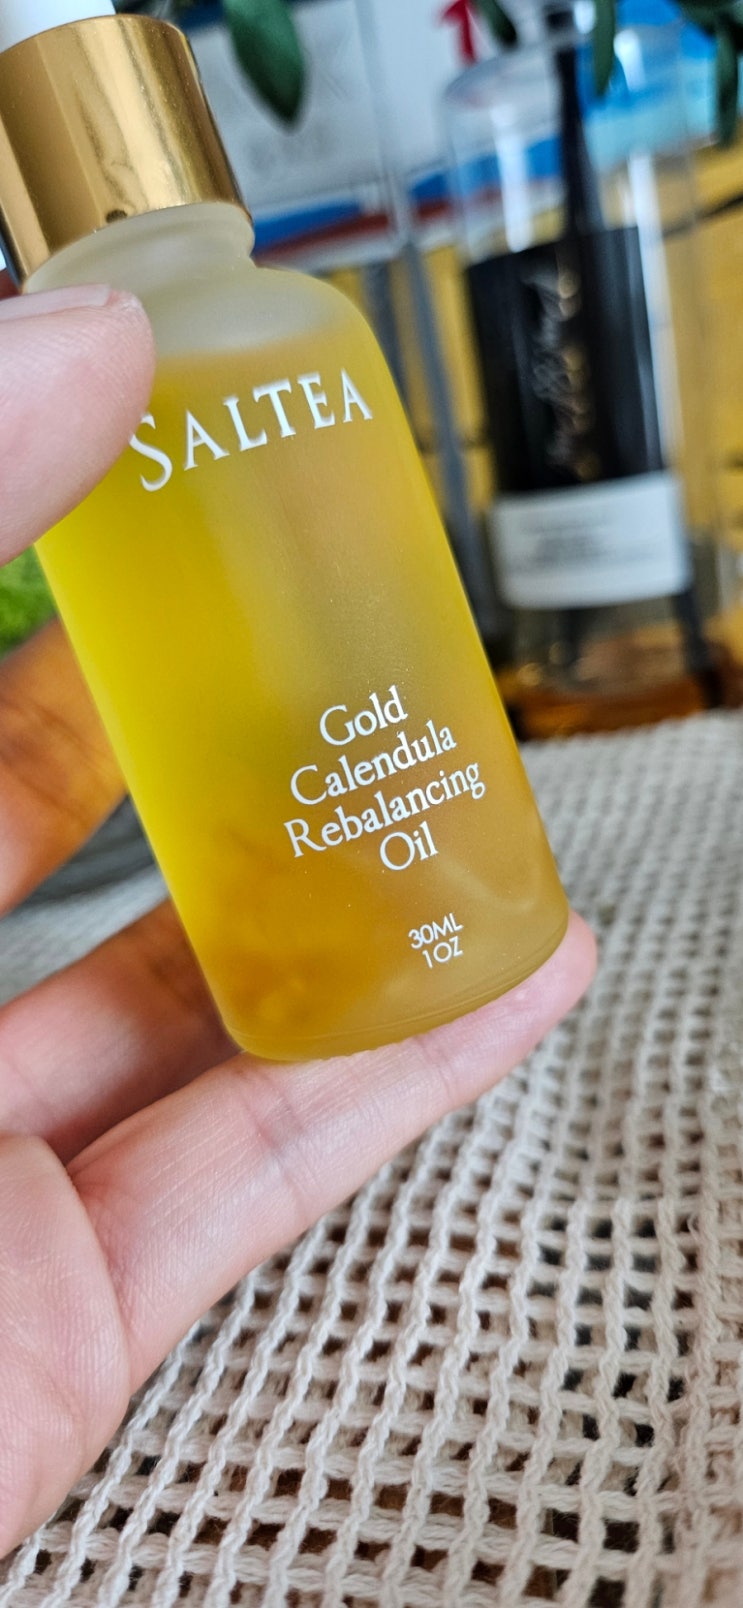 SALTEA
Gold
Calendula
Rebalancing
Oil
30ML
1OZ